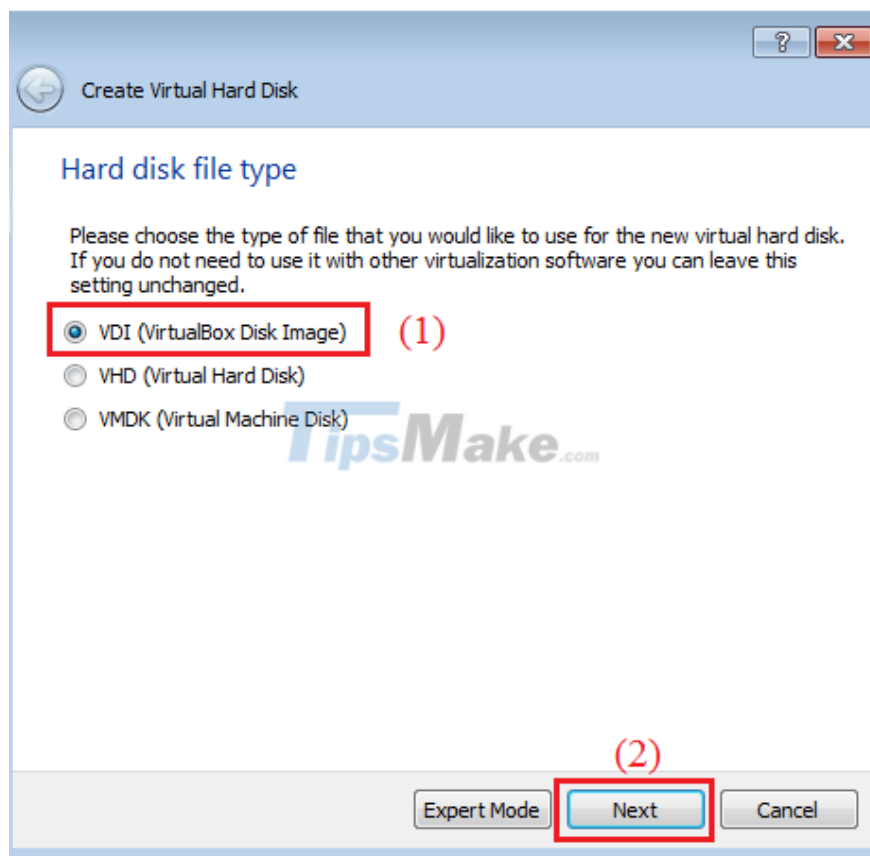 ?
Create Virtual Hard Disk
Hard disk file type
Please choose the type of file that you would like to use for the new virtual hard disk.
If you do not need to use it with other virtualization software you can leave this
setting unchanged.
VDI (VirtualBox Disk Image) (1)
VHD (Virtual Hard Disk)
VMDK (Virtual Machine Disk)
TipsMake.com
(2)
Expert Mode Next Cancel